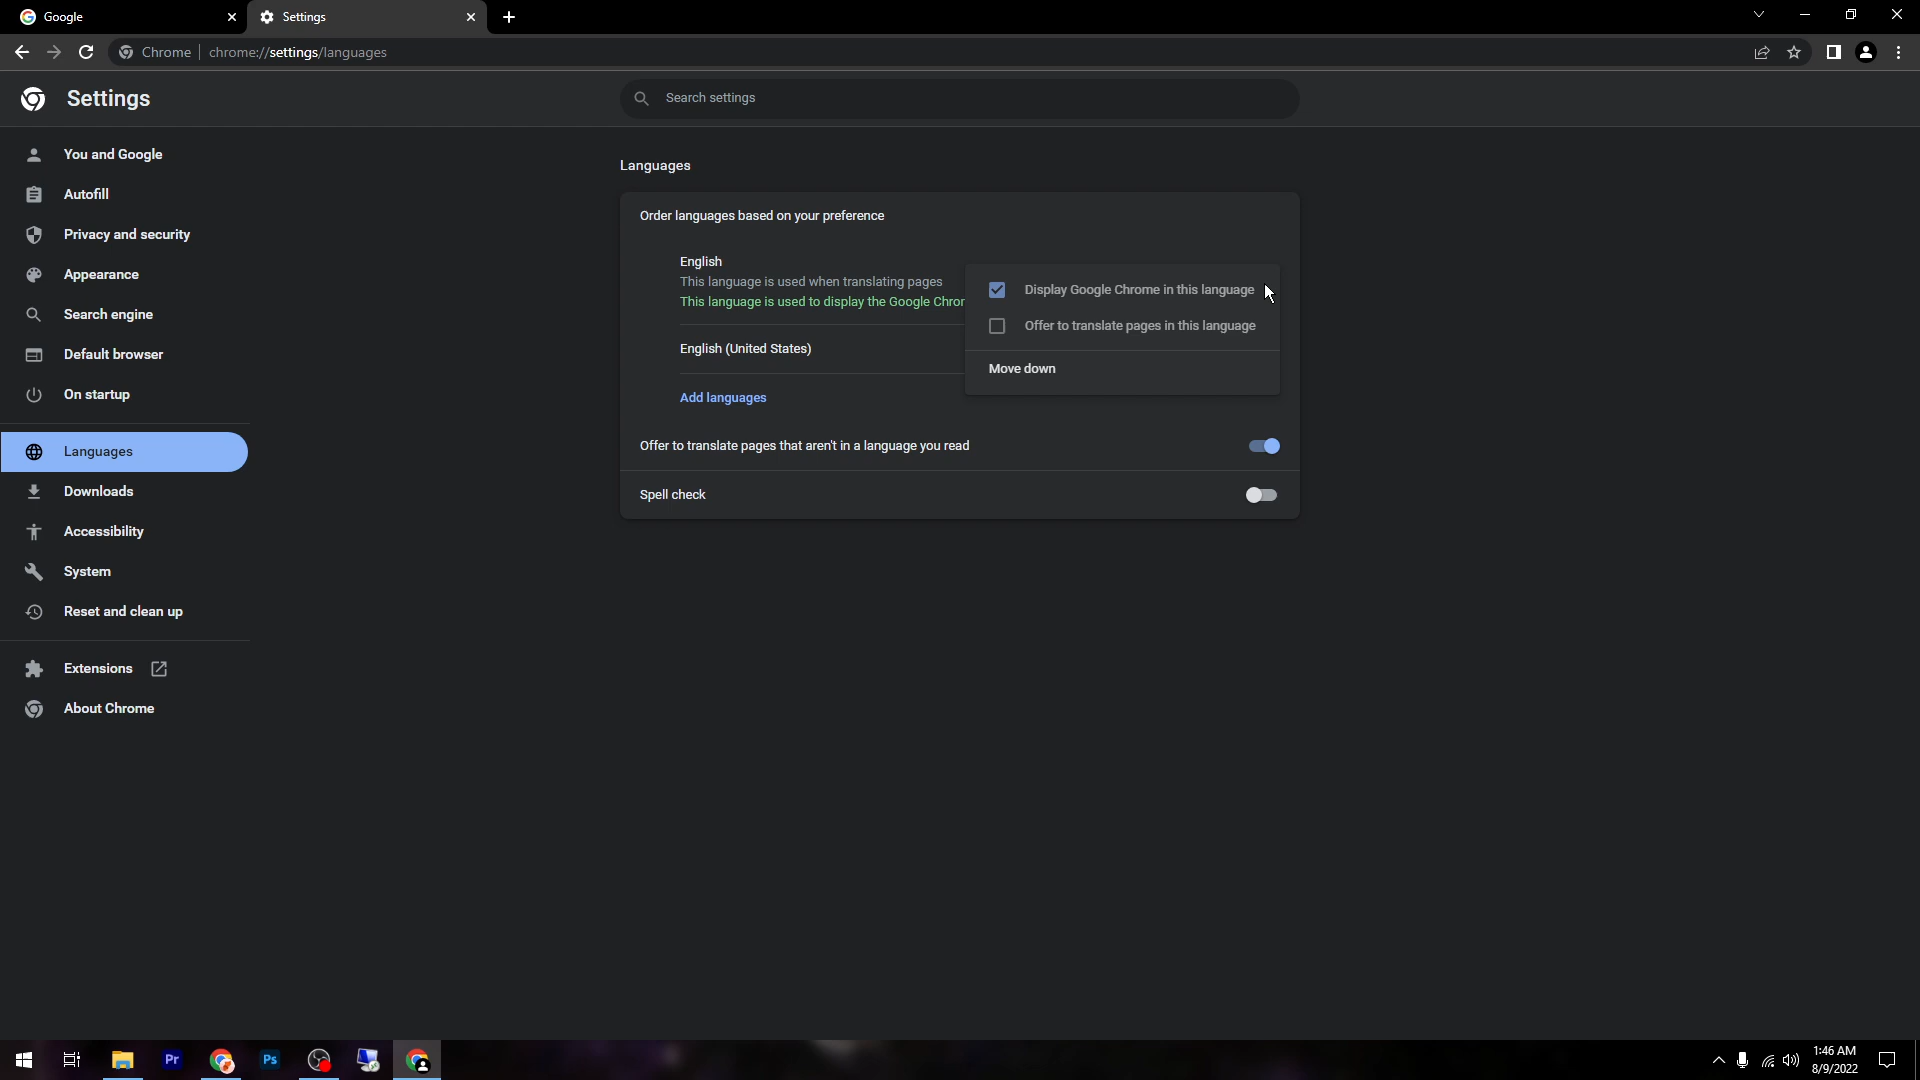 Google
Settings
Chrome
chrome://settings/languages
Settings
Search settings
You and Google
Autofill
Privacy and security
Appearance
Search engine
Default browser
On startup
Languages
Downloads
Accessibility
System
Reset and clean up
Extensions
About Chrome
Languages
Order languages based on your preference
English
This language is used when translating pages
This language is used to display the Google Chror
English (United States)
Add languages
Display Google Chrome in this language
Offer to translate pages in this language
Move down
Offer to translate pages that aren't in a language you read
Spell check
Pr
Ps
1:46 AM
8/9/2022